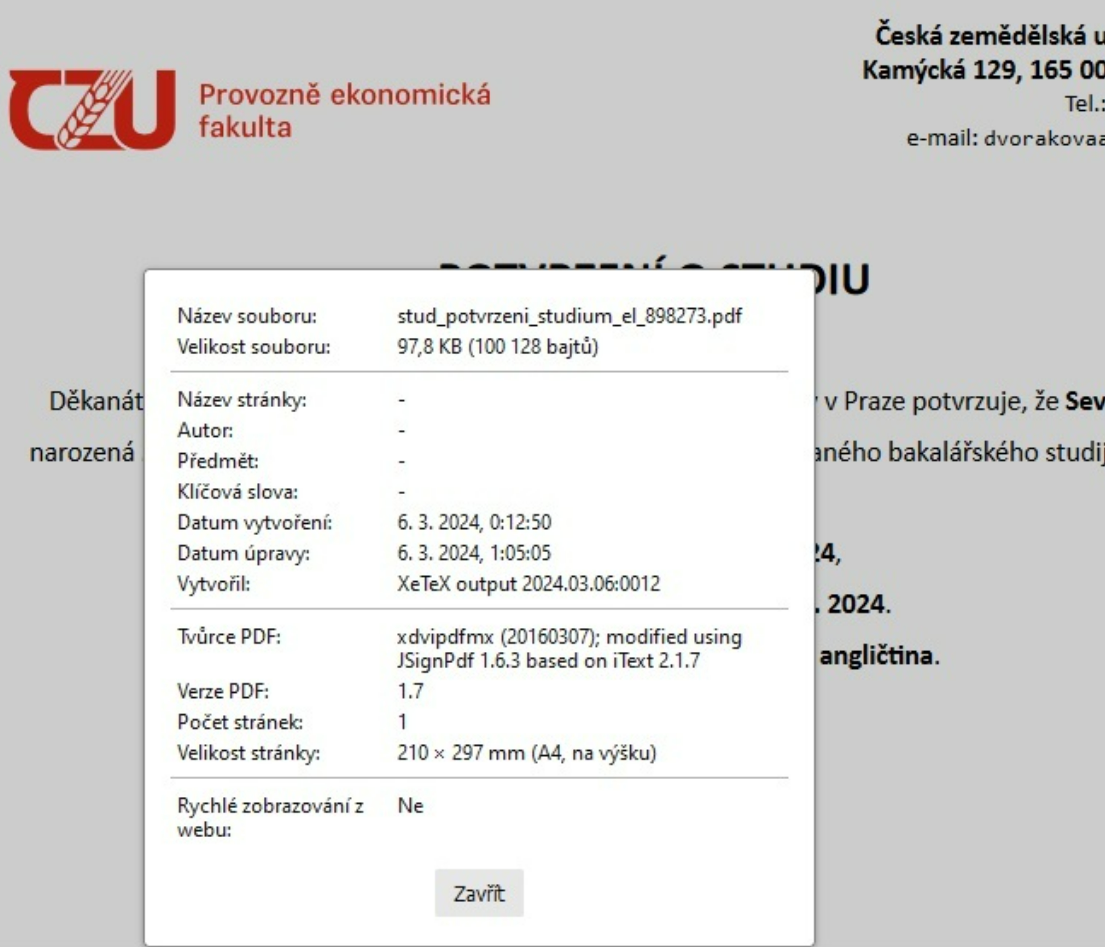 Česká zemědělská u
Kamýcká 129, 165 00
Tel.:
e-mail: dvorakovaa
CZU
Provozně ekonomická
fakulta
POTVRZENÍ O STUDIU
Děkanát v Praze potvrzuje, že Sev
narozená aného bakalářského studij
24,
. 2024.
angličtina.
Název souboru: stud_potvrzeni_studium_el_898273.pdf
Velikost souboru: 97,8 KB (100 128 bajtů)
Název stránky: -
Autor: -
Předmět: -
Klíčová slova: -
Datum vytvoření: 6. 3. 2024, 0:12:50
Datum úpravy: 6. 3. 2024, 1:05:05
Vytvořil: XeTeX output 2024.03.06:0012
Tvůrce PDF: xdvipdfmx (20160307); modified using
JSignPdf 1.6.3 based on iText 2.1.7
Verze PDF: 1.7
Počet stránek: 1
Velikost stránky: 210 × 297 mm (A4, na výšku)
Rychlé zobrazování z Ne
webu:
Zavřít